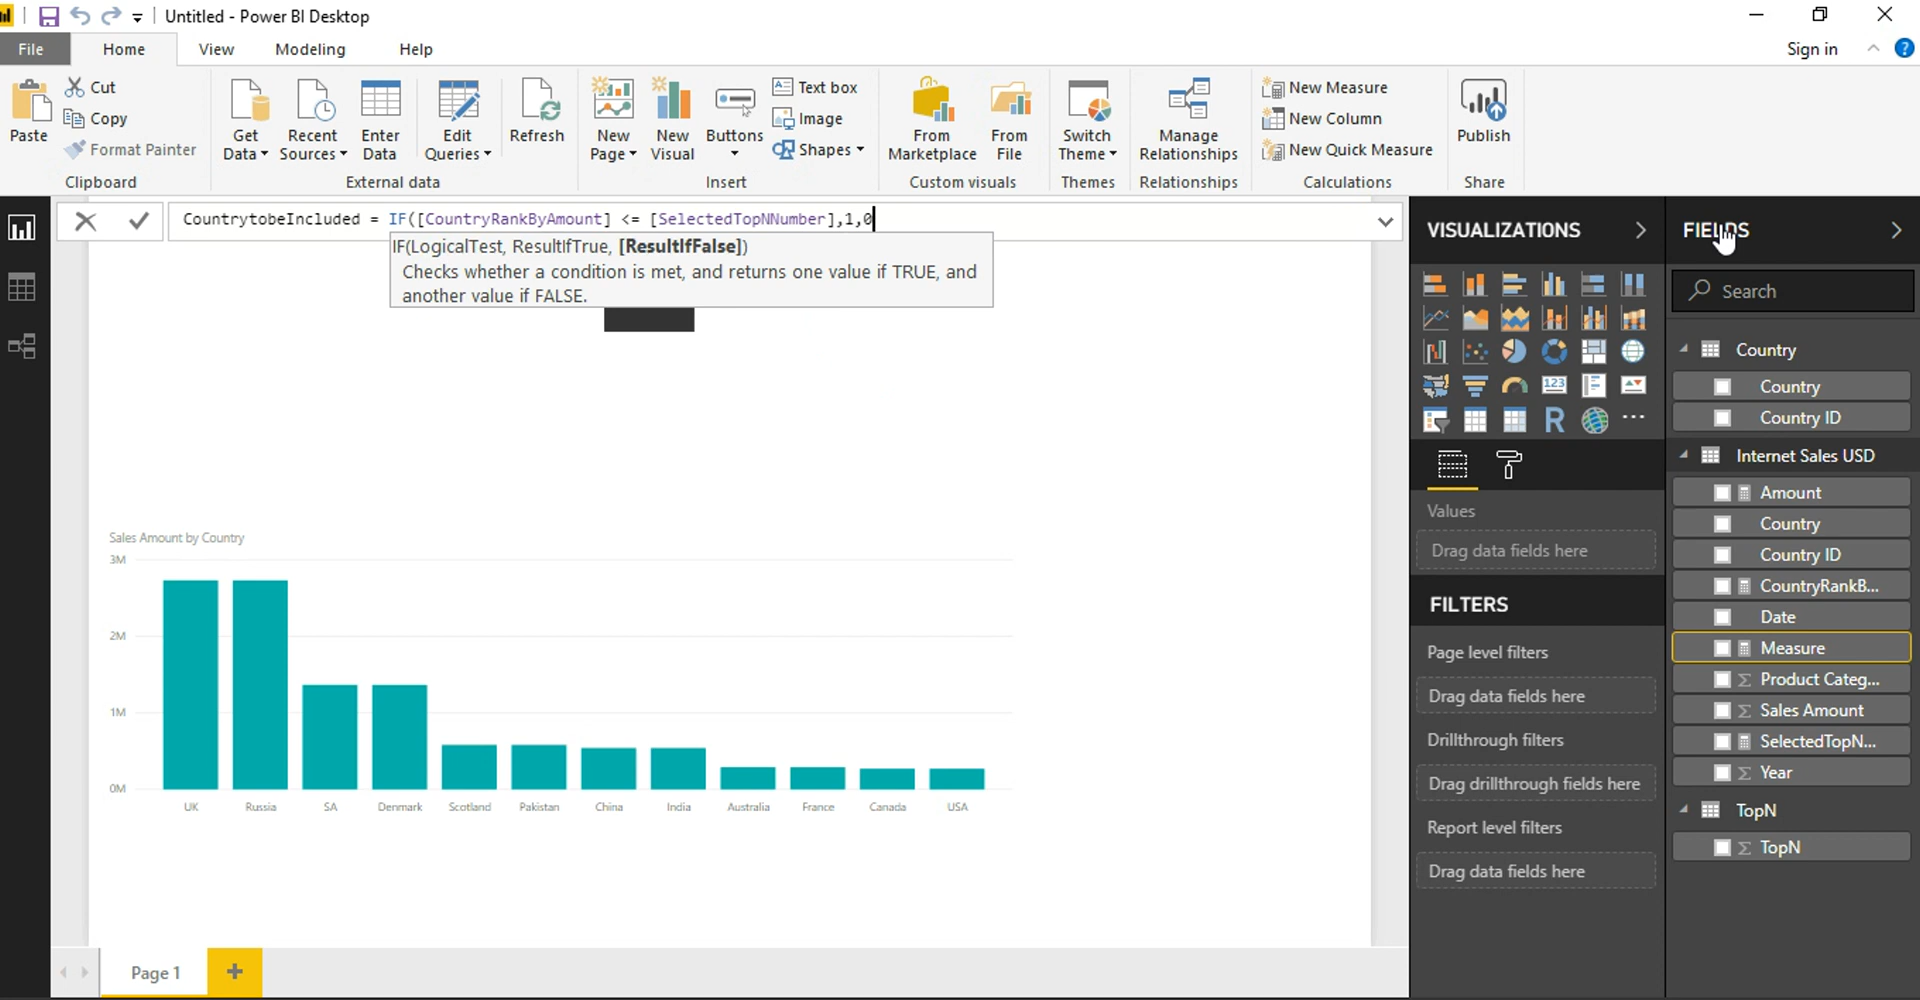 Untitled - Power BI Desktop
File Home View Modeling Help Sign in
Paste
Cut
Copy
Format Painter
Clipboard
Get Data
Recent Sources
Enter Data
Edit Queries
Refresh
External data
New Page
New Visual
Buttons
Text box
Image
Shapes
Insert
From Marketplace
From File
Custom visuals
Switch Theme
Themes
Manage Relationships
Relationships
New Measure
New Column
New Quick Measure
Calculations
Publish
Share
CountrytobeIncluded = IF([CountryRankByAmount] <= [SelectedTopNNumber],1,0
IF(LogicalTest, ResultIfTrue, [ResultIfFalse])
Checks whether a condition is met, and returns one value if TRUE, and
another value if FALSE.
Sales Amount by Country
3M
2M
1M
0M
UK Russia SA Denmark Scotland Pakistan China India Australia France Canada USA
Page 1
VISUALIZATIONS
123
R
Values
Drag data fields here
FILTERS
Page level filters
Drag data fields here
Drillthrough filters
Drag drillthrough fields here
Report level filters
Drag data fields here
FIELDS
Search
Country
Country
Country ID
Internet Sales USD
Amount
Country
Country ID
CountryRankB...
Date
Measure
Σ Product Categ...
Σ Sales Amount
SelectedTopN...
Σ Year
TopN
Σ TopN